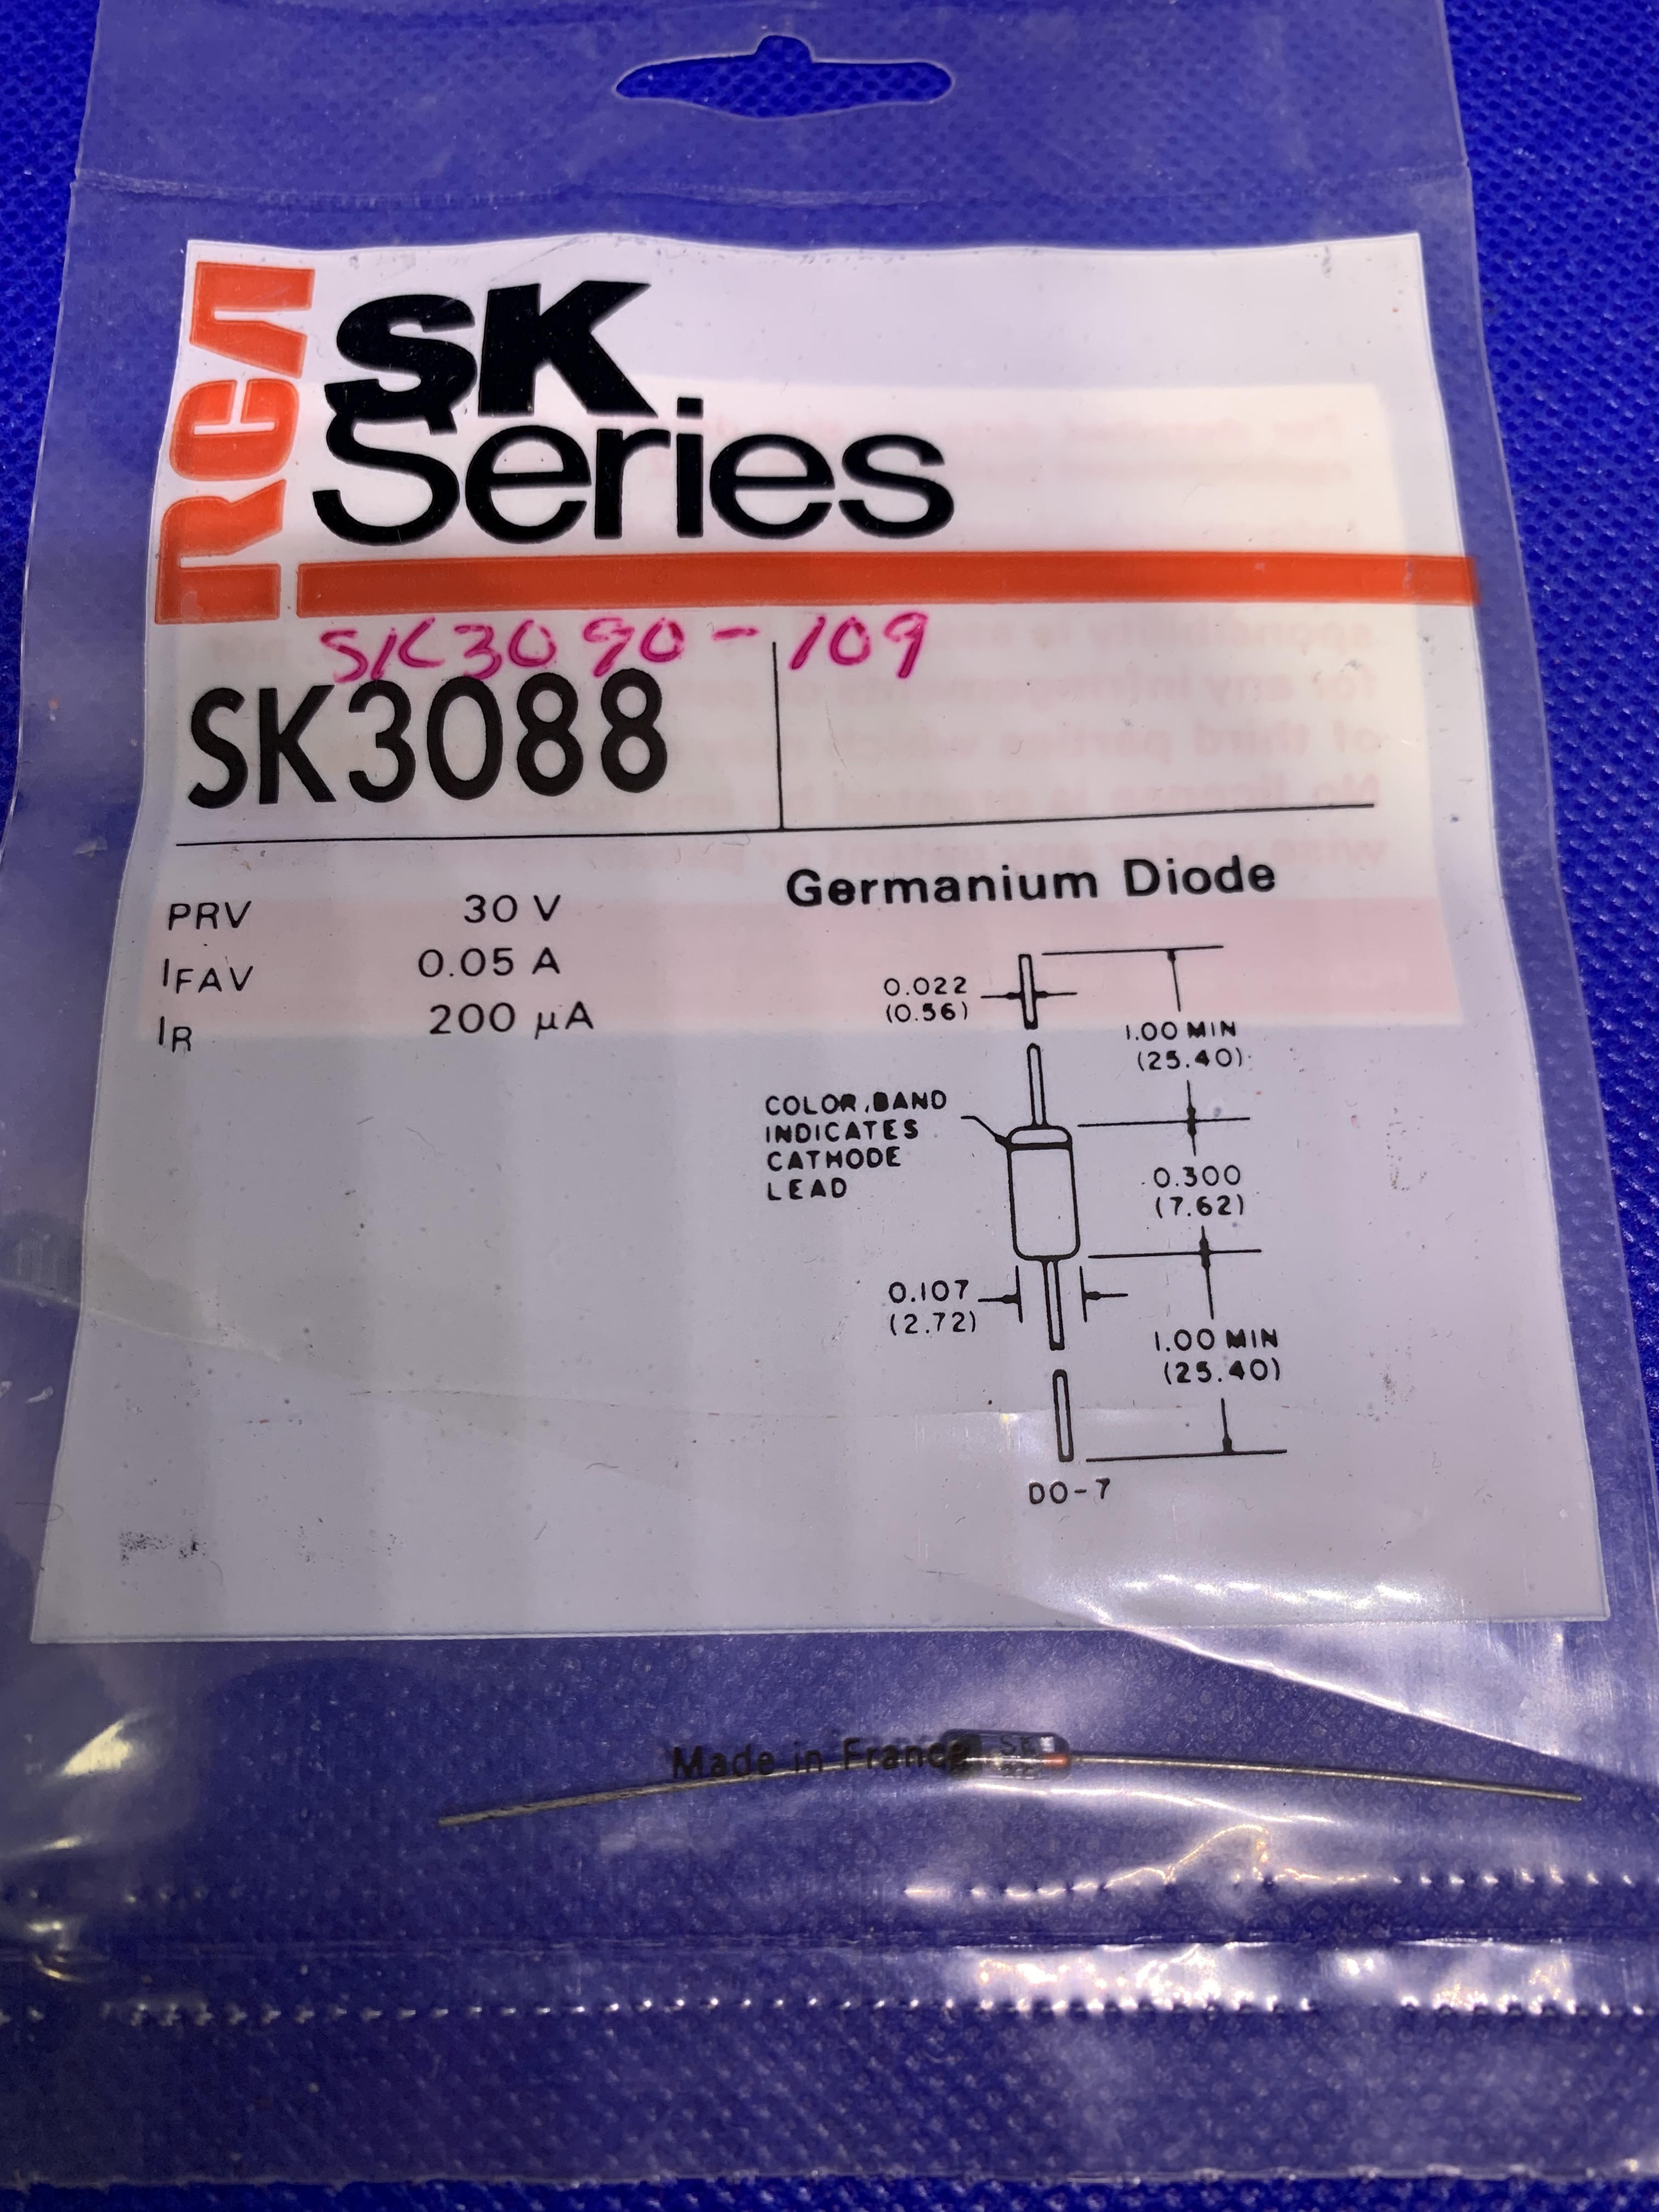 RCA
SK
Series
SK3090-109
SK3088
PRV 30 V
IFAV 0.05 A
IR 200 µA
Germanium Diode
0.022
(0.56)
1.00 MIN
(25.40)
COLOR BAND
INDICATES
CATHODE
LEAD
0.300
(7.62)
0.107
(2.72)
1.00 MIN
(25.40)
DO-7
Made in France
SK